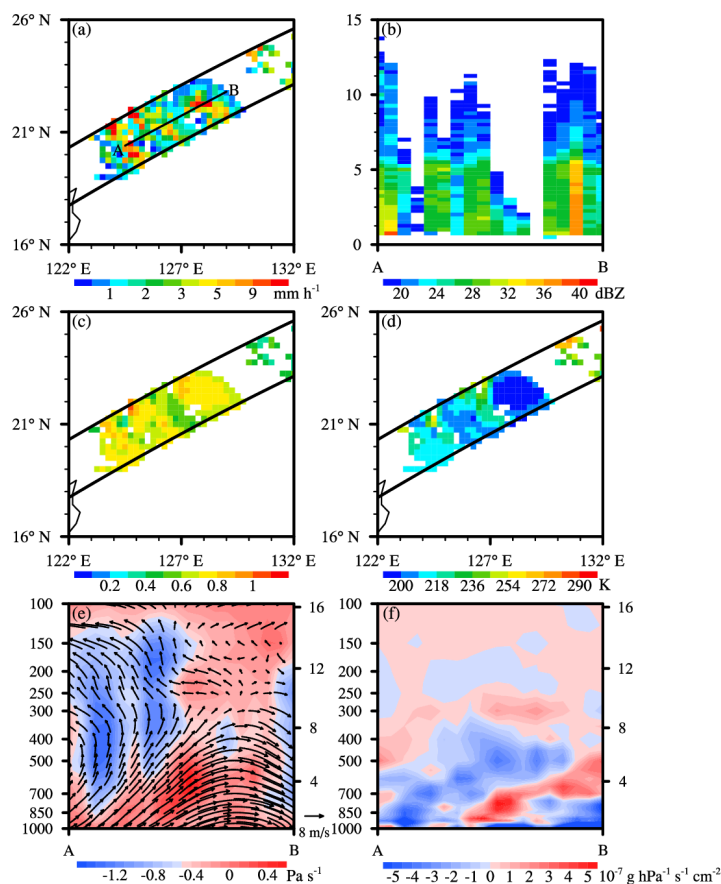 26° N (a) (b) 15
21° N A B 10
5
16° N 0
122° E 127° E 132° E A B
1 2 3 5 9 mm h⁻¹ 20 24 28 32 36 40 dBZ
26° N (c) 26° N (d)
21° N 21° N
16° N 16° N
122° E 127° E 132° E 122° E 127° E 132° E
0.2 0.4 0.6 0.8 1 200 218 236 254 272 290 K
100 (e) 16 100 (f) 16
150 150
200 12 200 12
250 250
300 8 300 8
400 400
500 4 500 4
700 700
850 850
1000 8 m/s 1000
A B A B
-1.2 -0.8 -0.4 0 0.4 Pa s⁻¹ -5 -4 -3 -2 -1 0 1 2 3 4 5 10⁻⁷ g hPa⁻¹ s⁻¹ cm⁻²